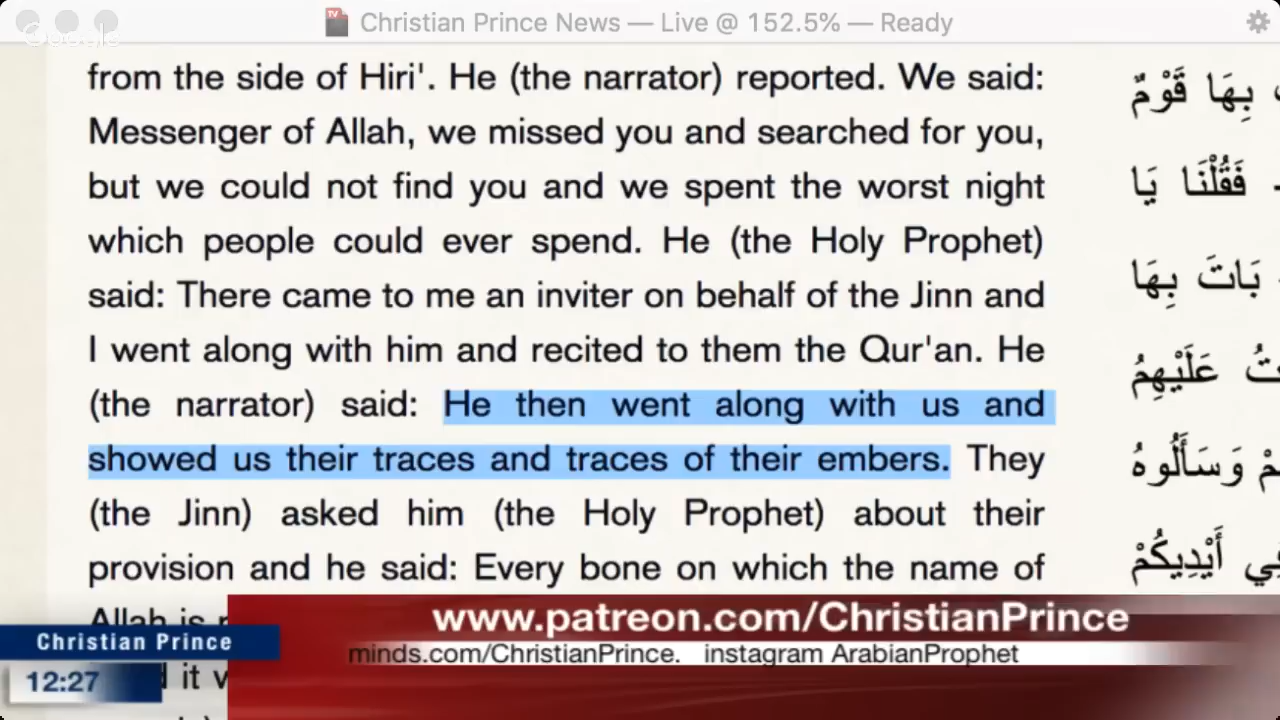 Christian Prince News — Live @ 152.5% — Ready
Google
from the side of Hiri'. He (the narrator) reported. We said:
Messenger of Allah, we missed you and searched for you,
but we could not find you and we spent the worst night
which people could ever spend. He (the Holy Prophet)
said: There came to me an inviter on behalf of the Jinn and
I went along with him and recited to them the Qur'an. He
(the narrator) said: He then went along with us and
showed us their traces and traces of their embers. They
(the Jinn) asked him (the Holy Prophet) about their
provision and he said: Every bone on which the name of
Allah is
it
بِهَا قَوْمٌ
فَقُلْنَا يَا
بَاتَ بِهَا
عَلَيْهِمُ
وَسَأَلُوهُ
أَيْدِيكُمْ
www.patreon.com/ChristianPrince
Christian Prince
minds.com/ChristianPrince. instagram ArabianProphet
12:27